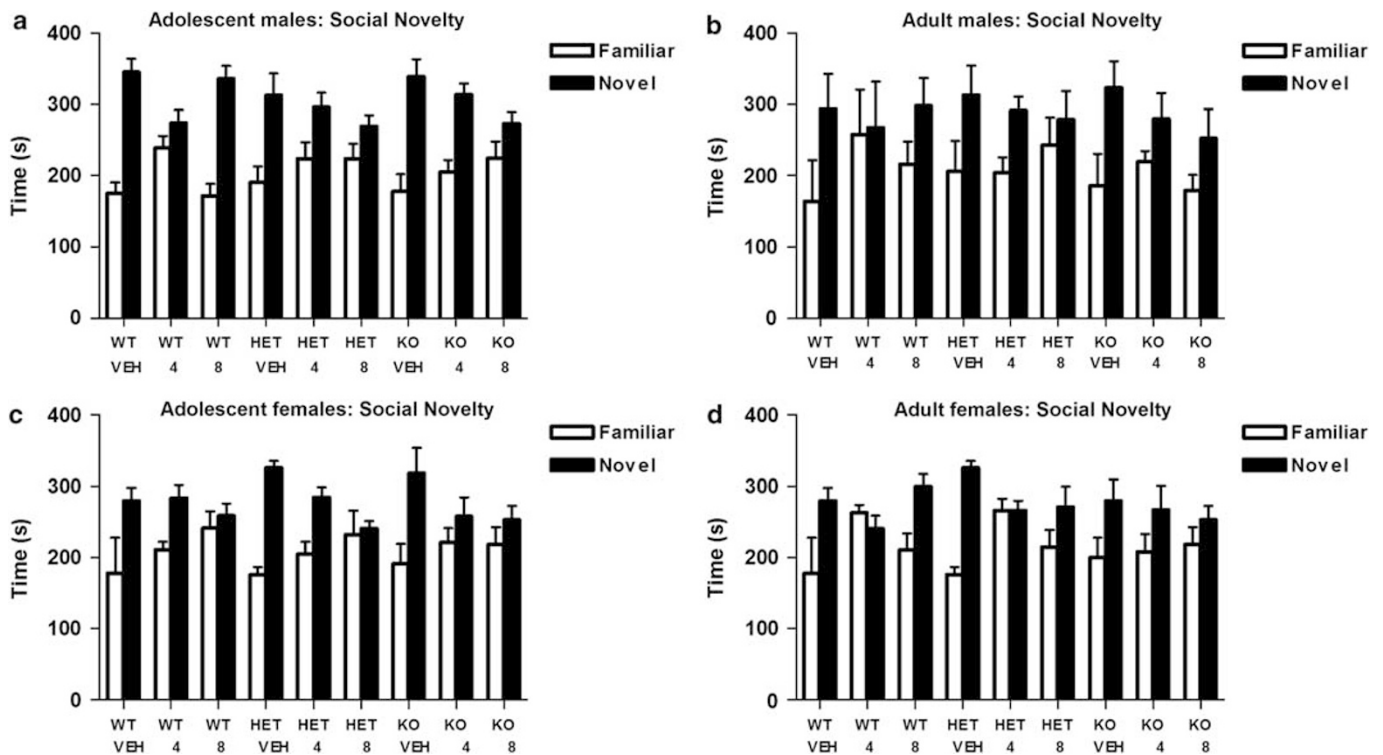 a
Adolescent males: Social Novelty
Familiar
Novel
Time (s)
400
300
200
100
0
WT WT WT HET HET HET KO KO KO
VEH 4 8 VEH 4 8 VEH 4 8
b
Adult males: Social Novelty
Familiar
Novel
Time (s)
400
300
200
100
0
WT WT WT HET HET HET KO KO KO
VEH 4 8 VEH 4 8 VEH 4 8
c
Adolescent females: Social Novelty
Familiar
Novel
Time (s)
400
300
200
100
0
WT WT WT HET HET HET KO KO KO
VEH 4 8 VEH 4 8 VEH 4 8
d
Adult females: Social Novelty
Familiar
Novel
Time (s)
400
300
200
100
0
WT WT WT HET HET HET KO KO KO
VEH 4 8 VEH 4 8 VEH 4 8